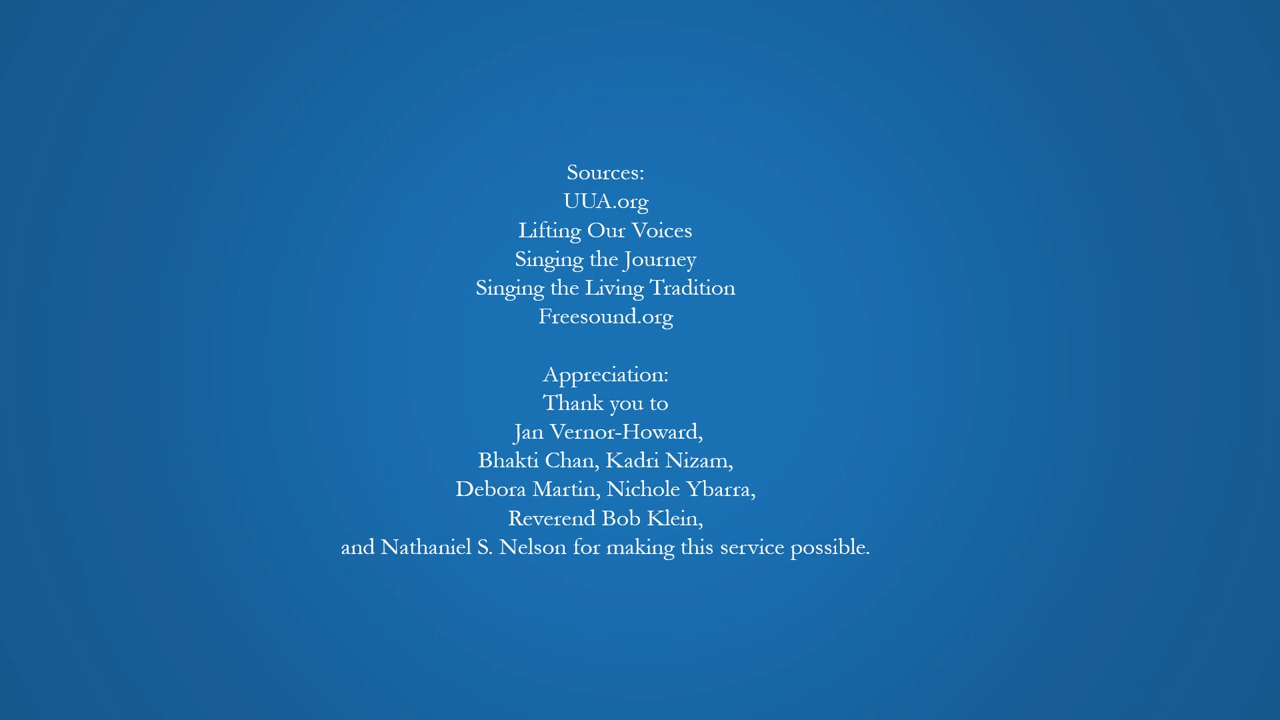 Sources:
UUA.org
Lifting Our Voices
Singing the Journey
Singing the Living Tradition
Freesound.org
Appreciation:
Thank you to
Jan Vernor-Howard,
Bhakti Chan, Kadri Nizam,
Debora Martin, Nichole Ybarra,
Reverend Bob Klein,
and Nathaniel S. Nelson for making this service possible.